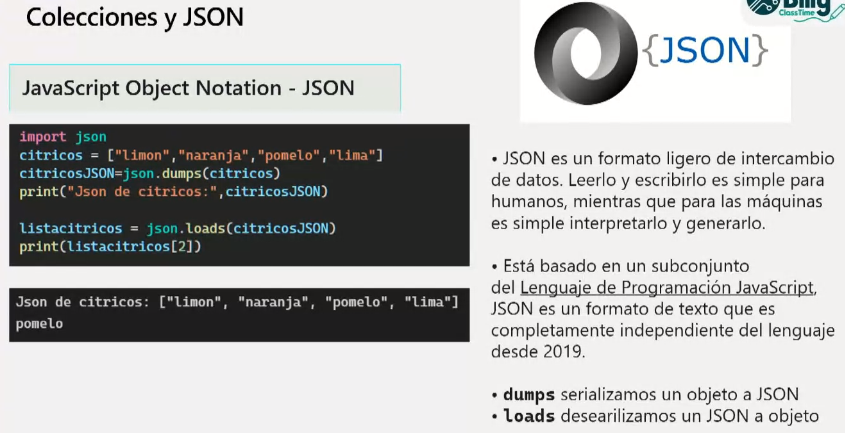 Colecciones y JSON
ClassTime
{JSON}
JavaScript Object Notation - JSON
import json
citricos = ["limon","naranja","pomelo","lima"]
citricosJSON=json.dumps(citricos)
print("Json de citricos:",citricosJSON)
listacitricos = json.loads(citricosJSON)
print(listacitricos[2])
Json de citricos: ["limon", "naranja", "pomelo", "lima"]
pomelo
• JSON es un formato ligero de intercambio
de datos. Leerlo y escribirlo es simple para
humanos, mientras que para las máquinas
es simple interpretarlo y generarlo.
• Está basado en un subconjunto
del Lenguaje de Programación JavaScript,
JSON es un formato de texto que es
completamente independiente del lenguaje
desde 2019.
• dumps serializamos un objeto a JSON
• loads desearilizamos un JSON a objeto